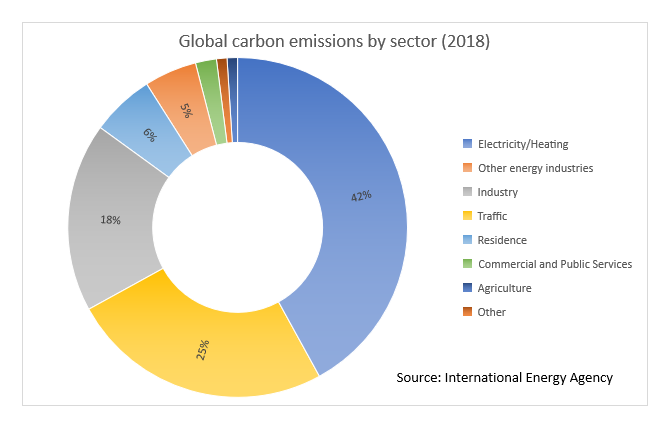 Global carbon emissions by sector (2018)
5%
6%
42%
18%
25%
Electricity/Heating
Other energy industries
Industry
Traffic
Residence
Commercial and Public Services
Agriculture
Other
Source: International Energy Agency